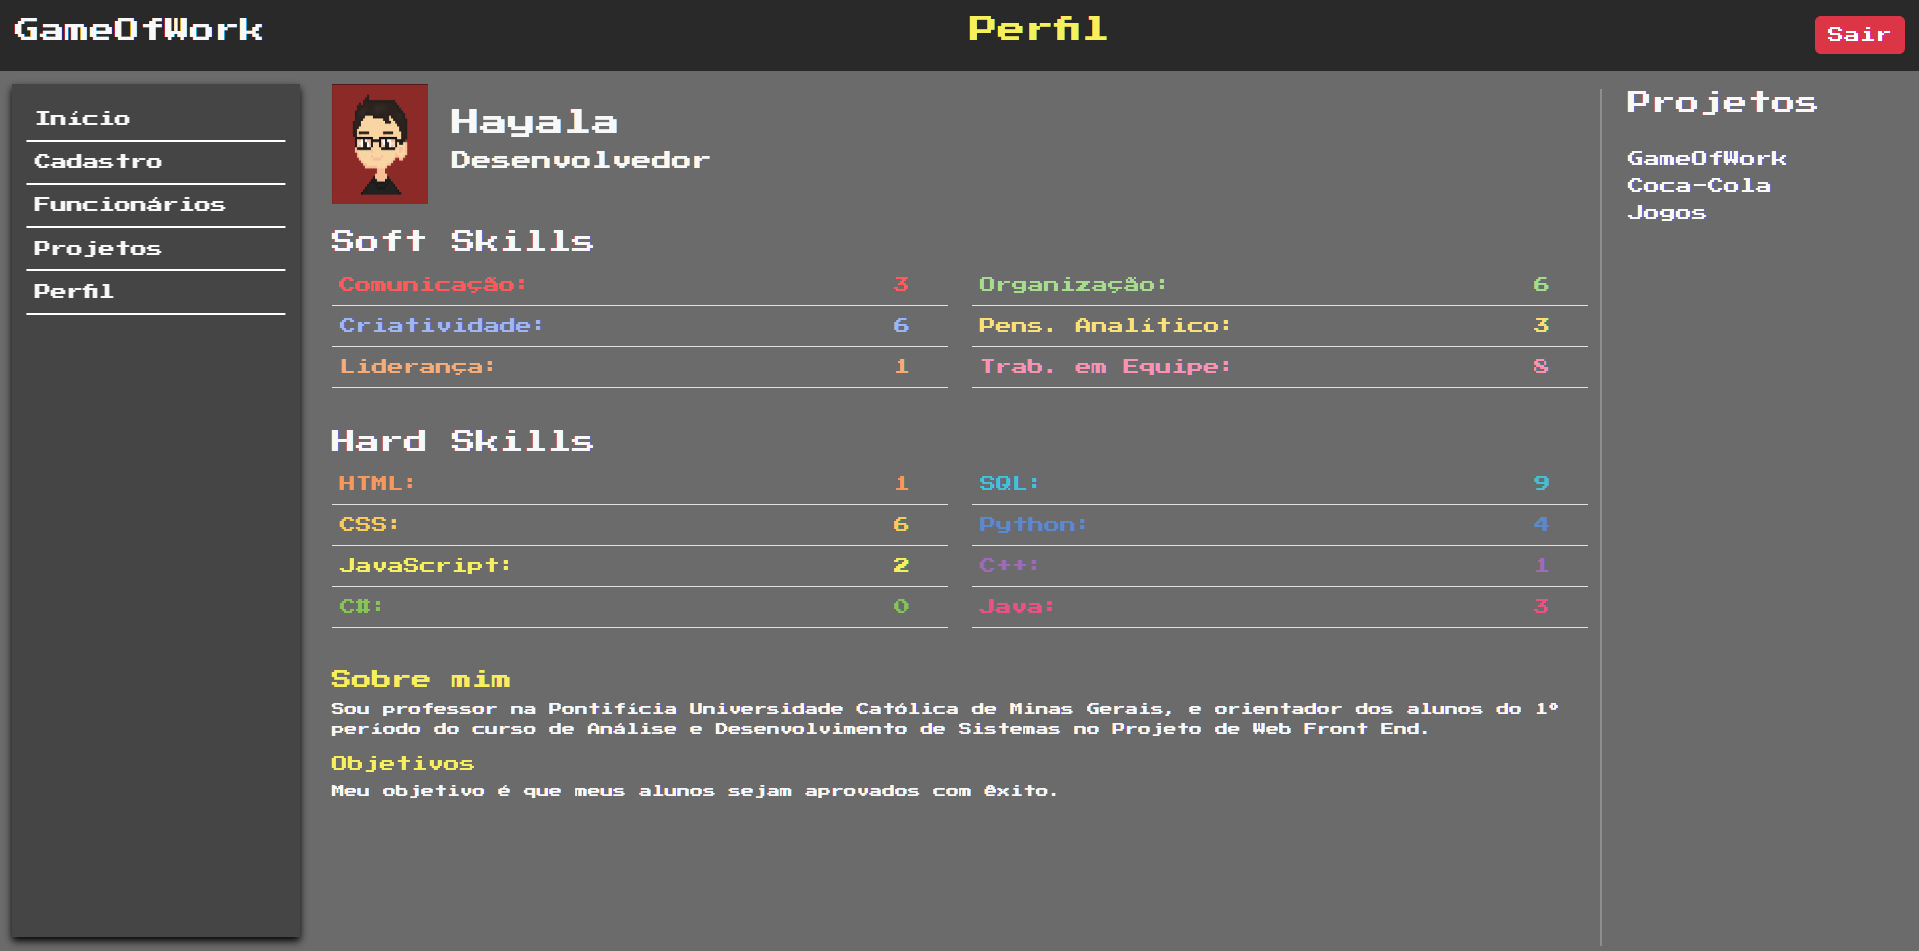 GameOfWork
Perfil
Sair
Início
Cadastro
Funcionários
Projetos
Perfil
Hayala
Desenvolvedor
Soft Skills
Comunicação: 3
Organização: 6
Criatividade: 6
Pens. Analítico: 3
Liderança: 1
Trab. em Equipe: 8
Hard Skills
HTML: 1
SQL: 9
CSS: 6
Python: 4
JavaScript: 2
C++: 1
C#: 0
Java: 3
Sobre mim
Sou professor na Pontifícia Universidade Católica de Minas Gerais, e orientador dos alunos do 1º
período do curso de Análise e Desenvolvimento de Sistemas no Projeto de Web Front End.
Objetivos
Meu objetivo é que meus alunos sejam aprovados com êxito.
Projetos
GameOfWork
Coca-Cola
Jogos